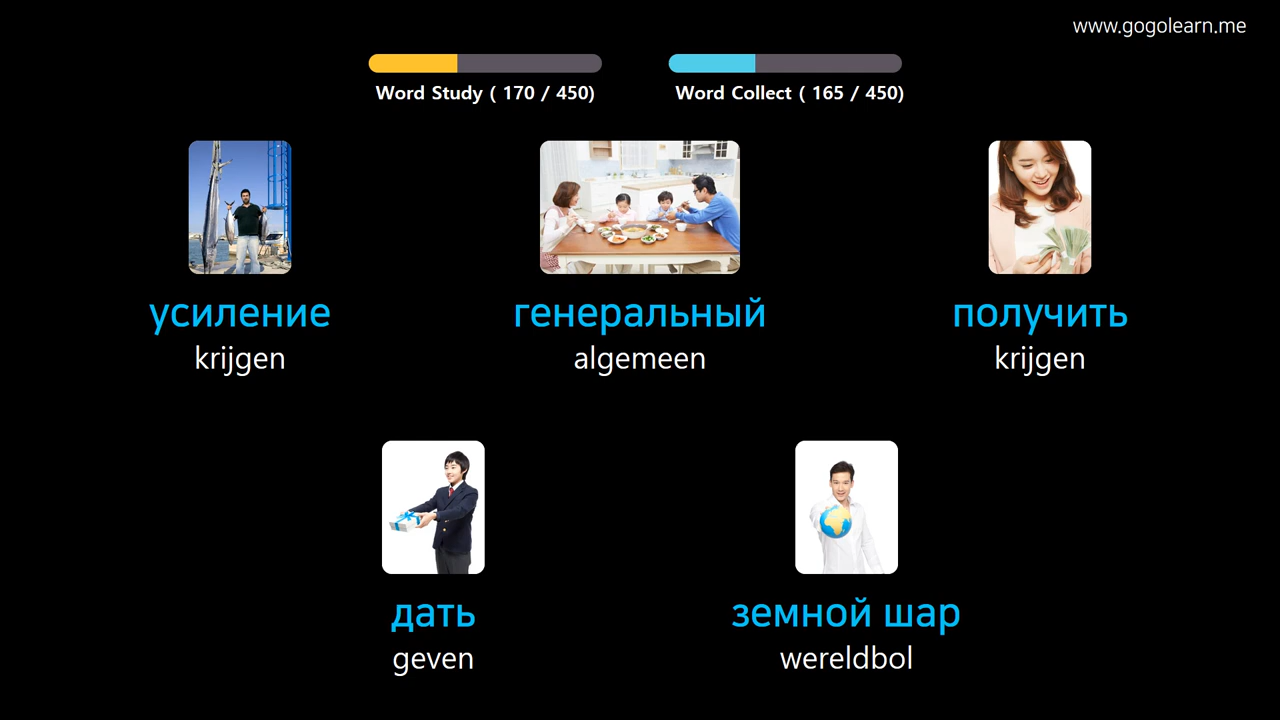 www.gogolearn.me
Word Study ( 170 / 450)
Word Collect ( 165 / 450)
усиление
krijgen
генеральный
algemeen
получить
krijgen
дать
geven
земной шар
wereldbol